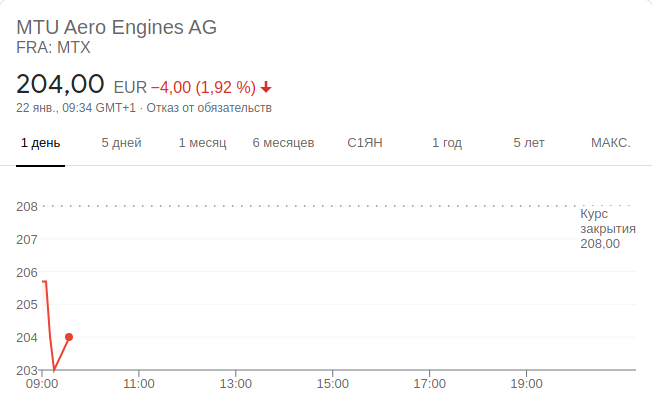 MTU Aero Engines AG
FRA: MTX
204,00 EUR −4,00 (1,92 %)
22 янв., 09:34 GMT+1 · Отказ от обязательств
1 день 5 дней 1 месяц 6 месяцев С1ЯН 1 год 5 лет МАКС.
208
Курс
закрытия
208,00
207
206
205
204
203
09:00 11:00 13:00 15:00 17:00 19:00